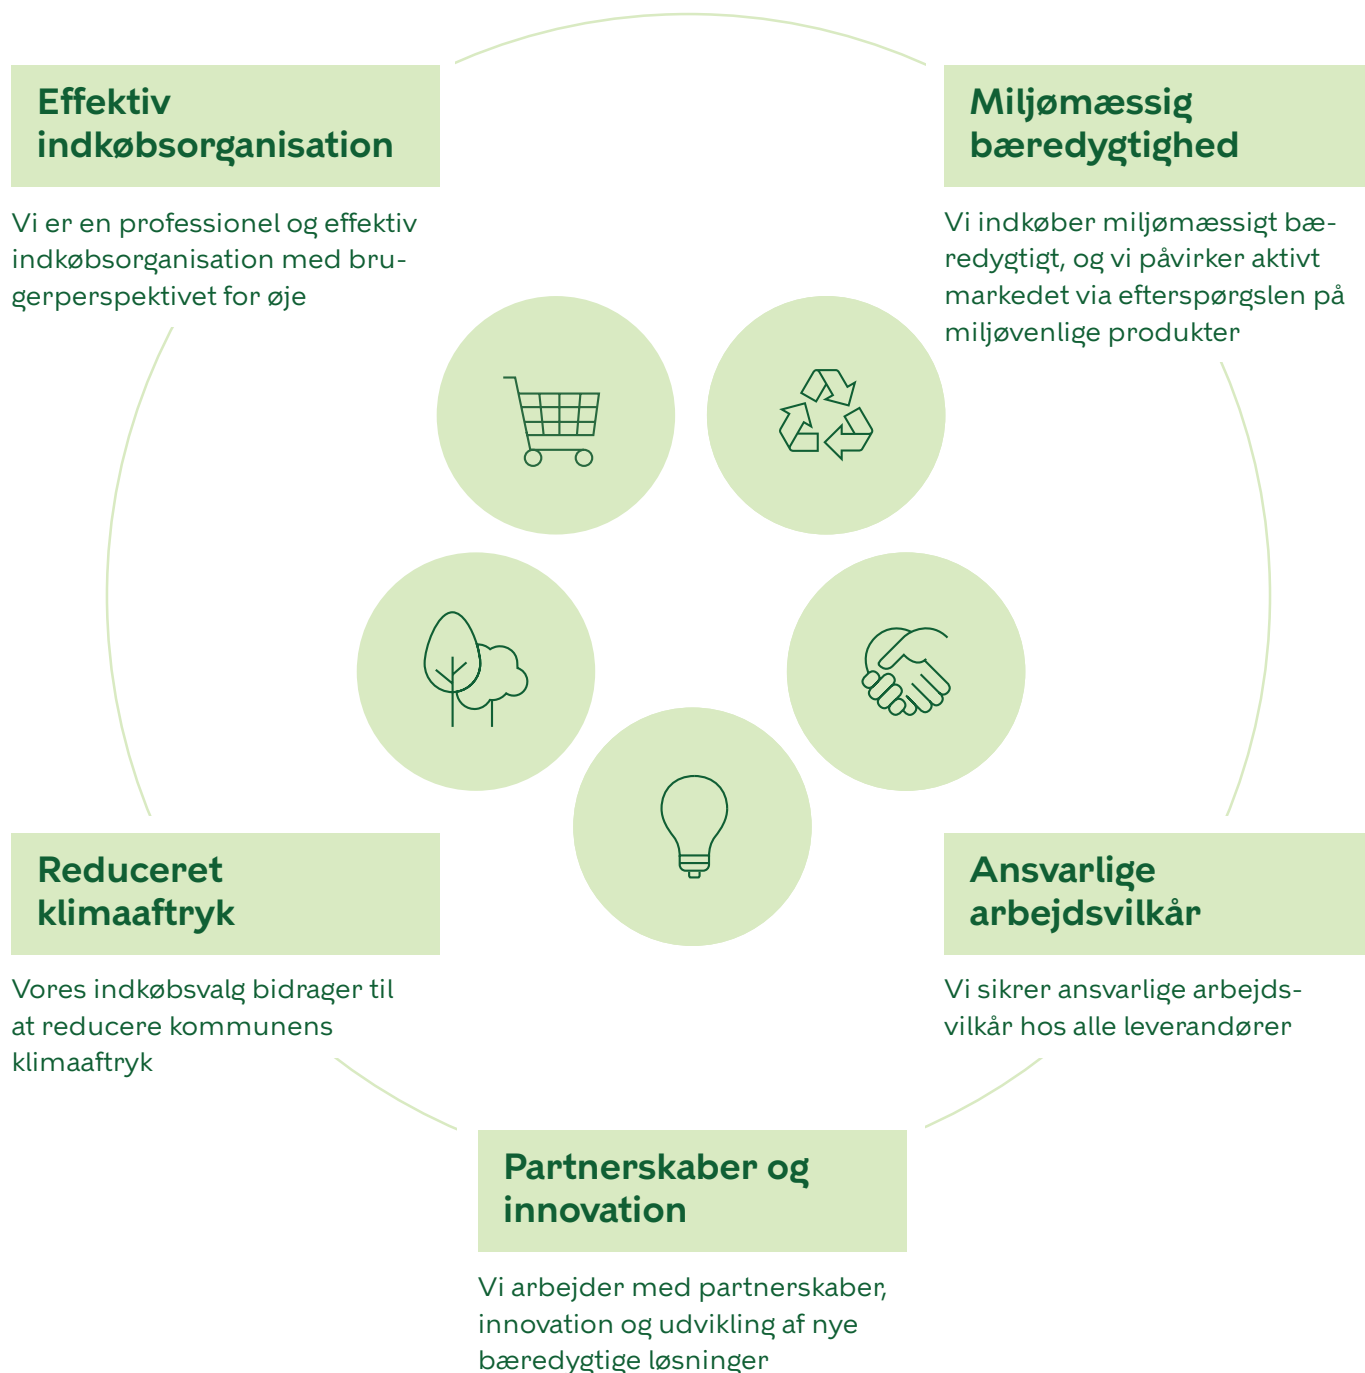 Effektiv
indkøbsorganisation
Vi er en professionel og effektiv
indkøbsorganisation med bru-
gerperspektivet for øje
Miljømæssig
bæredygtighed
Vi indkøber miljømæssigt bæ-
redygtigt, og vi påvirker aktivt
markedet via efterspørgslen på
miljøvenlige produkter
Reduceret
klimaaftryk
Vores indkøbsvalg bidrager til
at reducere kommunens
klimaaftryk
Ansvarlige
arbejdsvilkår
Vi sikrer ansvarlige arbejds-
vilkår hos alle leverandører
Partnerskaber og
innovation
Vi arbejder med partnerskaber,
innovation og udvikling af nye
bæredygtige løsninger